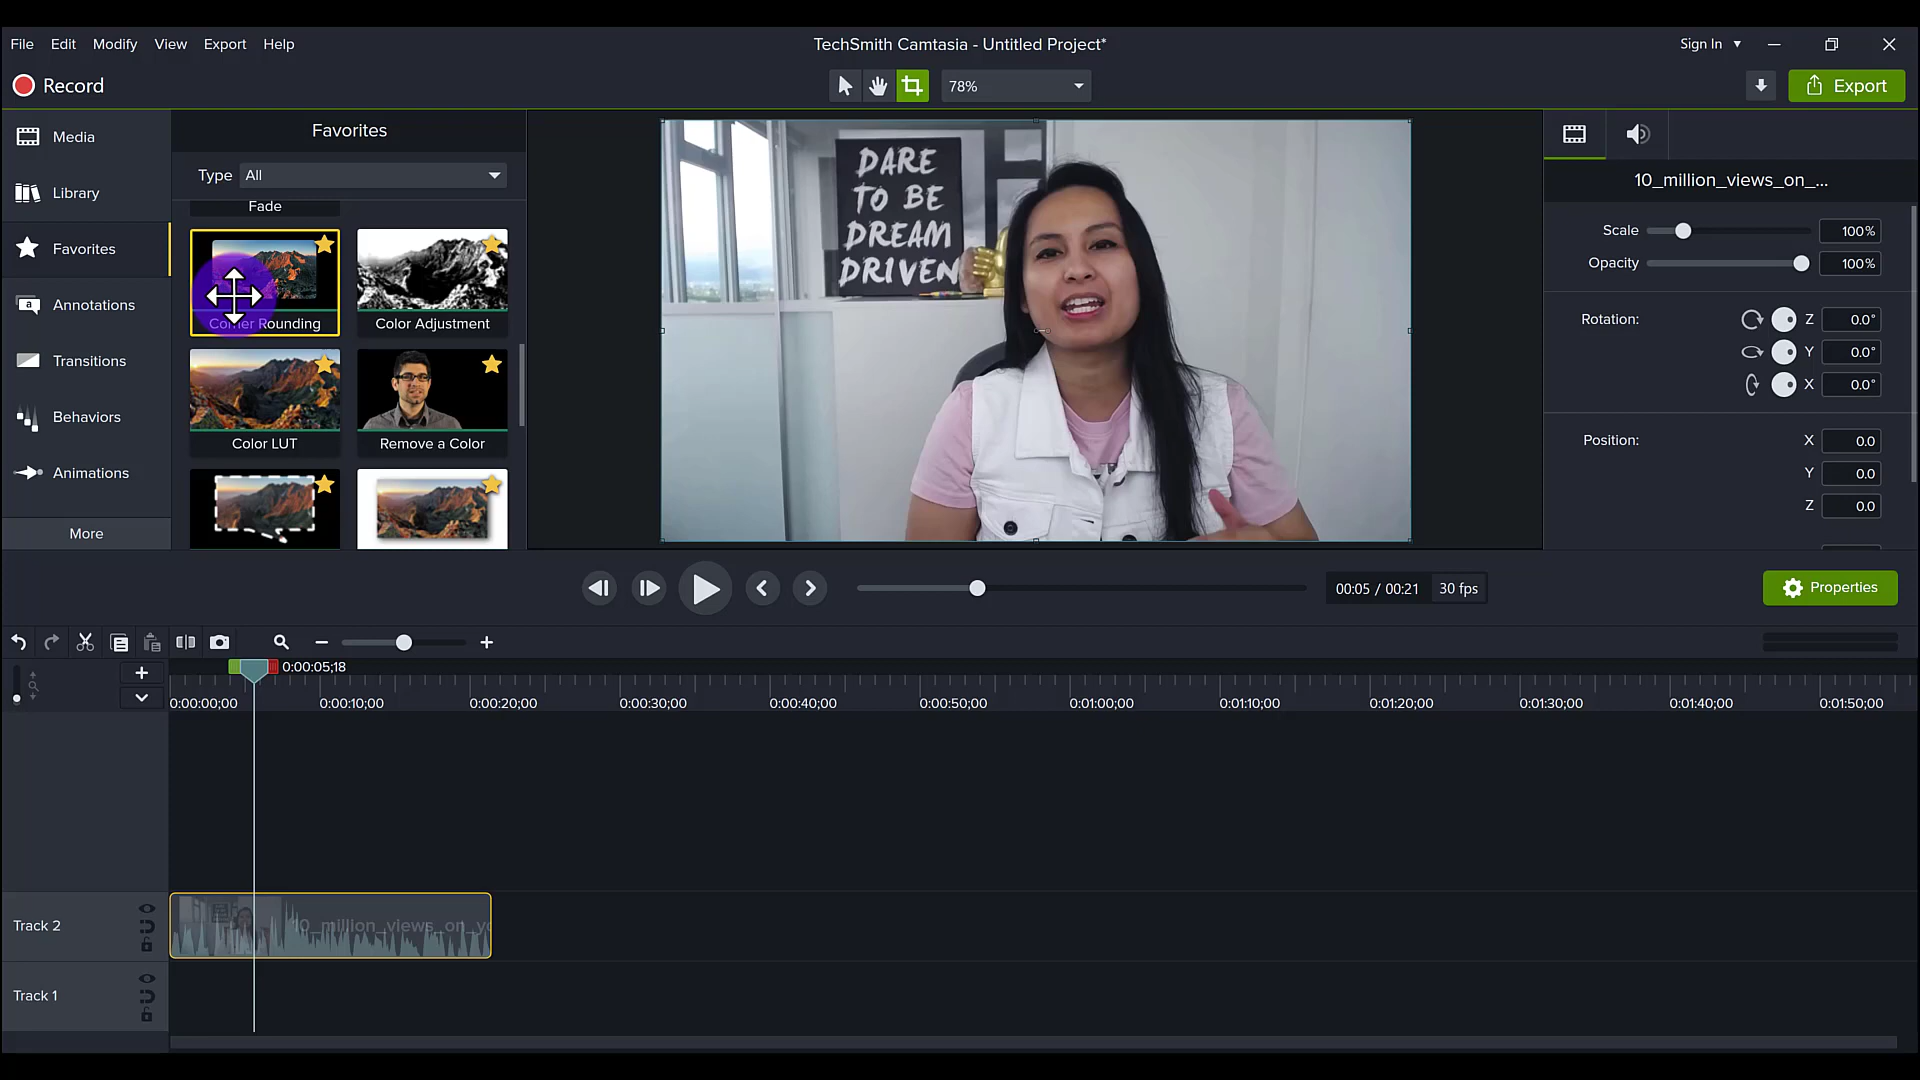 File Edit Modify View Export Help
TechSmith Camtasia - Untitled Project*
Sign In
Record
78%
Export
Media
Library
Favorites
Annotations
Transitions
Behaviors
Animations
More
Favorites
Type All
Fade
Corner Rounding
Color Adjustment
Color LUT
Remove a Color
DARE
TO BE
DREAM
DRIVEN
10_million_views_on_...
Scale 100%
Opacity 100%
Rotation: Z 0.0°
Y 0.0°
X 0.0°
Position: X 0.0
Y 0.0
Z 0.0
00:05 / 00:21 30 fps
Properties
0:00:05;18
0:00:00;00 0:00:10;00 0:00:20;00 0:00:30;00 0:00:40;00 0:00:50;00 0:01:00;00 0:01:10;00 0:01:20;00 0:01:30;00 0:01:40;00 0:01:50;00
Track 2
10_million_views_on_yo
Track 1